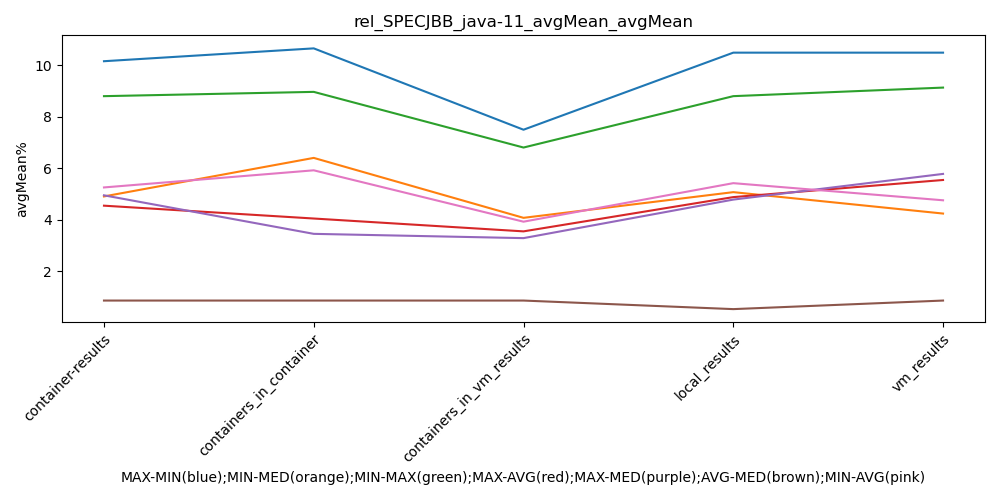 rel_SPECJBB_java-11_avgMean_avgMean
avgMean%
10
8
6
4
2
container-results
containers_in_container
containers_in_vm_results
local_results
vm_results
MAX-MIN(blue);MIN-MED(orange);MIN-MAX(green);MAX-AVG(red);MAX-MED(purple);AVG-MED(brown);MIN-AVG(pink)